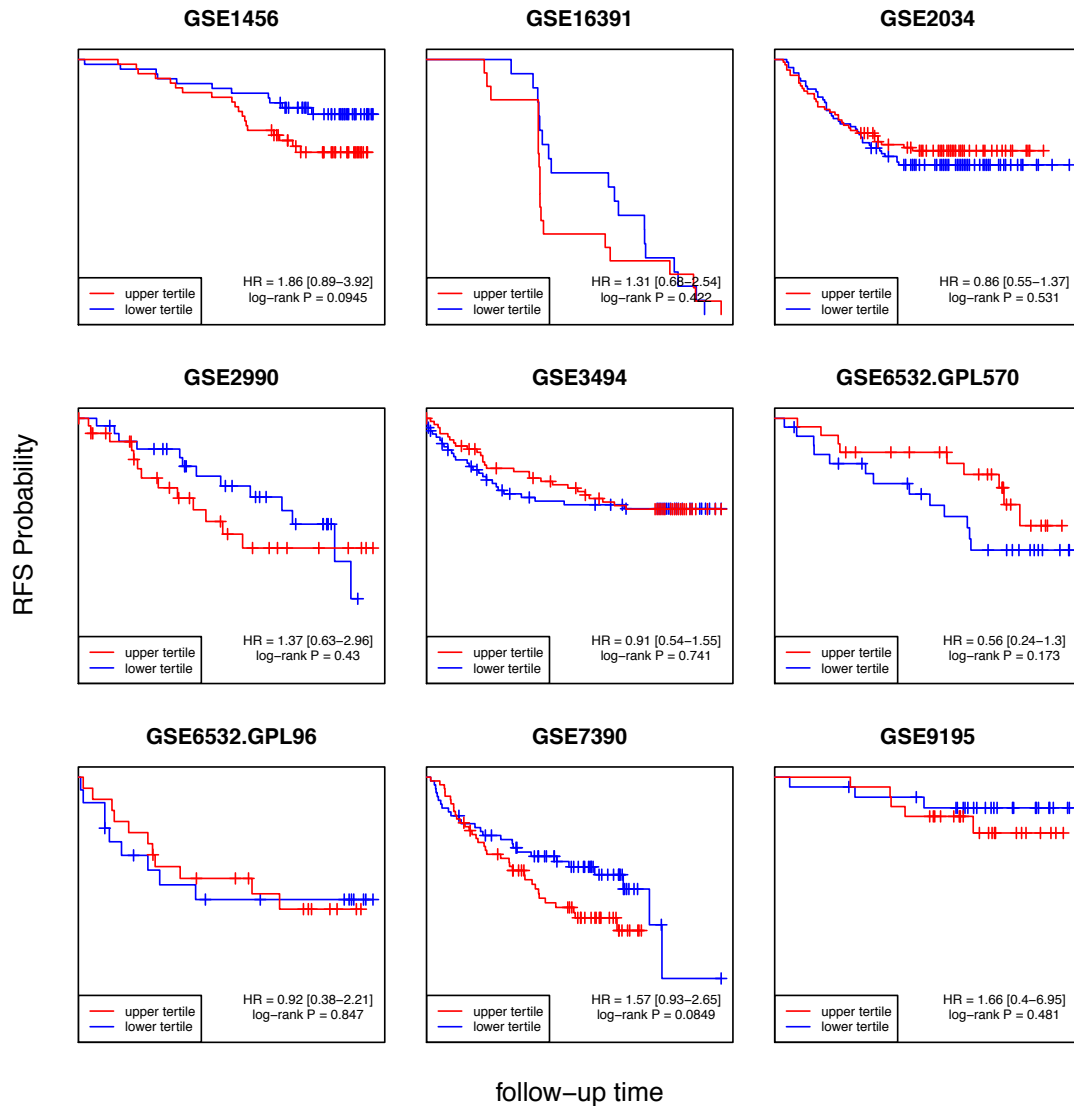 GSE1456
GSE16391
GSE2034
HR = 1.86 [0.89−3.92]
log−rank P = 0.0945
upper tertile
lower tertile
HR = 1.31 [0.68−2.54]
log−rank P = 0.422
upper tertile
lower tertile
HR = 0.86 [0.55−1.37]
log−rank P = 0.531
upper tertile
lower tertile
RFS Probability
GSE2990
GSE3494
GSE6532.GPL570
HR = 1.37 [0.63−2.96]
log−rank P = 0.43
upper tertile
lower tertile
HR = 0.91 [0.54−1.55]
log−rank P = 0.741
upper tertile
lower tertile
HR = 0.56 [0.24−1.3]
log−rank P = 0.173
upper tertile
lower tertile
GSE6532.GPL96
GSE7390
GSE9195
HR = 0.92 [0.38−2.21]
log−rank P = 0.847
upper tertile
lower tertile
HR = 1.57 [0.93−2.65]
log−rank P = 0.0849
upper tertile
lower tertile
HR = 1.66 [0.4−6.95]
log−rank P = 0.481
upper tertile
lower tertile
follow−up time